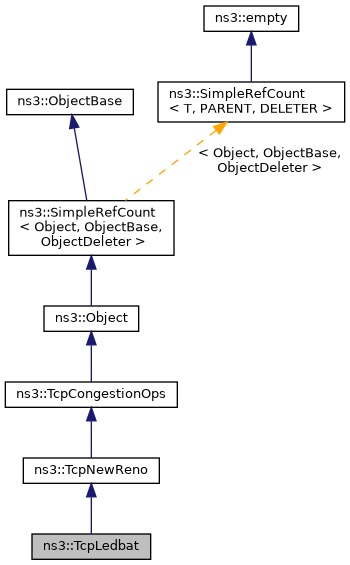 ns3::empty
ns3::ObjectBase
ns3::SimpleRefCount
< T, PARENT, DELETER >
< Object, ObjectBase,
ObjectDeleter >
ns3::SimpleRefCount
< Object, ObjectBase,
ObjectDeleter >
ns3::Object
ns3::TcpCongestionOps
ns3::TcpNewReno
ns3::TcpLedbat